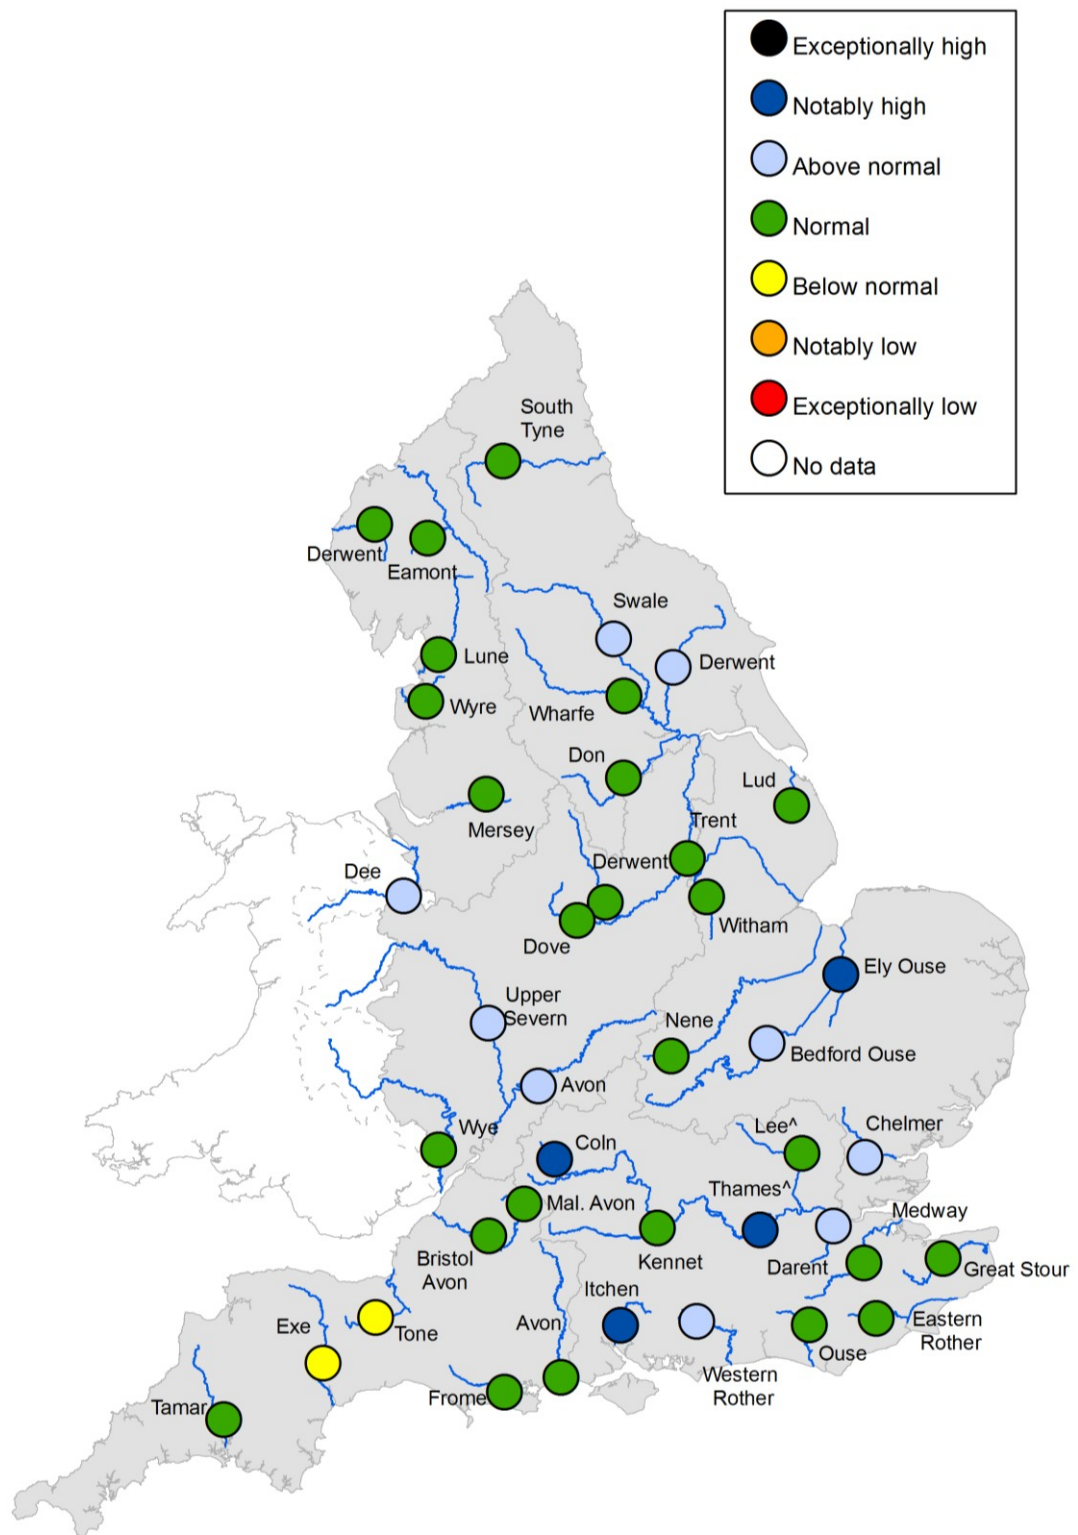 Exceptionally high
Notably high
Above normal
Normal
Below normal
Notably low
Exceptionally low
No data
South
Tyne
Derwent
Eamont
Swale
Lune
Derwent
Wyre
Wharfe
Don
Lud
Mersey
Trent
Derwent
Dee
Witham
Dove
Ely Ouse
Upper
Severn
Nene
Bedford Ouse
Avon
Chelmer
Wye
Lee^
Coln
Thames^
Mal. Avon
Medway
Bristol
Avon
Kennet
Darent
Great Stour
Itchen
Exe
Tone
Avon
Eastern
Rother
Ouse
Western
Rother
Frome
Tamar